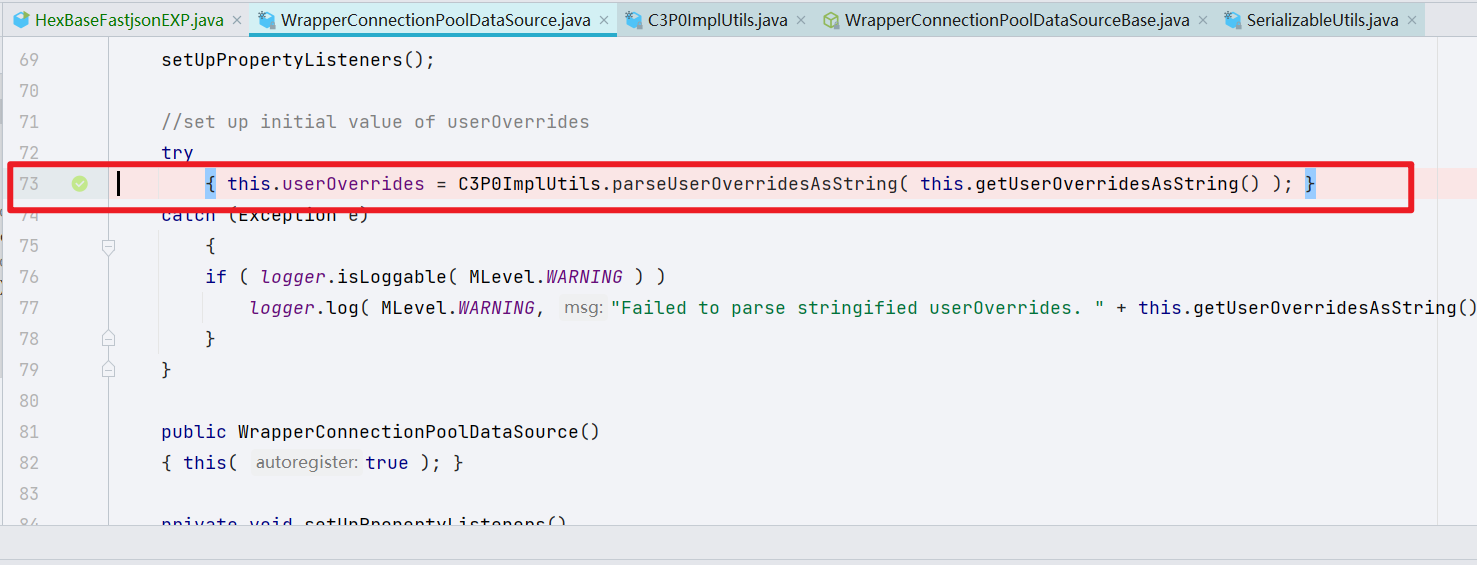 HexBaseFastjsonEXP.java × WrapperConnectionPoolDataSource.java × C3P0ImplUtils.java × WrapperConnectionPoolDataSourceBase.java × SerializableUtils.java ×
69 setUpPropertyListeners();
70
71 //set up initial value of userOverrides
72 try
73 { this.userOverrides = C3P0ImplUtils.parseUserOverridesAsString( this.getUserOverridesAsString() ); }
74 catch (Exception e)
75 {
76 if ( logger.isLoggable( MLevel.WARNING ) )
77 logger.log( MLevel.WARNING, msg: "Failed to parse stringified userOverrides. " + this.getUserOverridesAsString()
78 }
79 }
80
81 public WrapperConnectionPoolDataSource()
82 { this( autoregister: true ); }
83
84 private void setUpPropertyListeners()